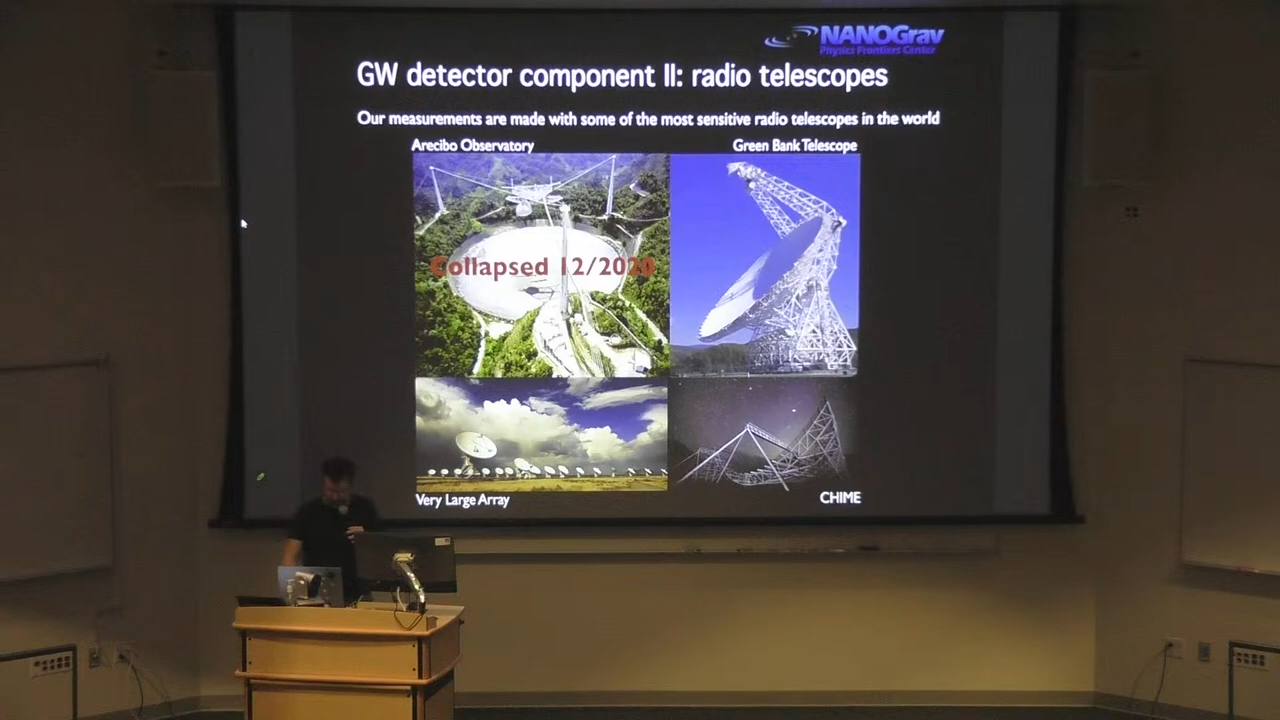 NANOGrav
Physics Frontiers Center
GW detector component II: radio telescopes
Our measurements are made with some of the most sensitive radio telescopes in the world
Arecibo Observatory
Green Bank Telescope
Collapsed 12/2020
Very Large Array
CHIME